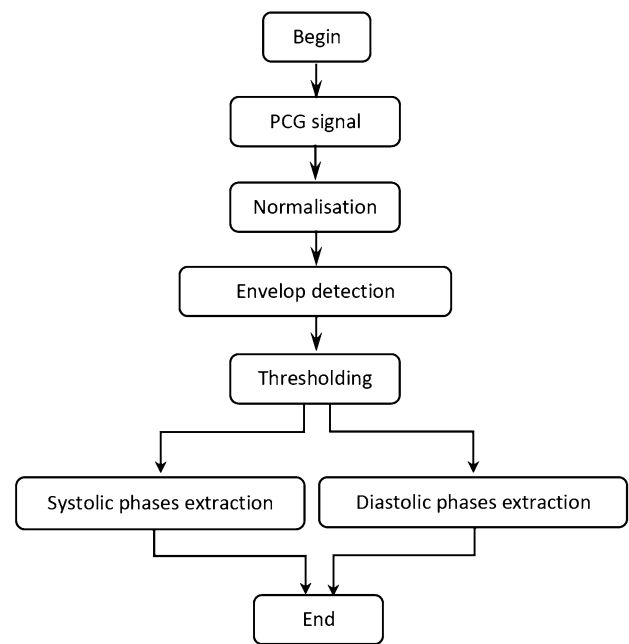 Begin
PCG signal
Normalisation
Envelop detection
Thresholding
Systolic phases extraction
Diastolic phases extraction
End